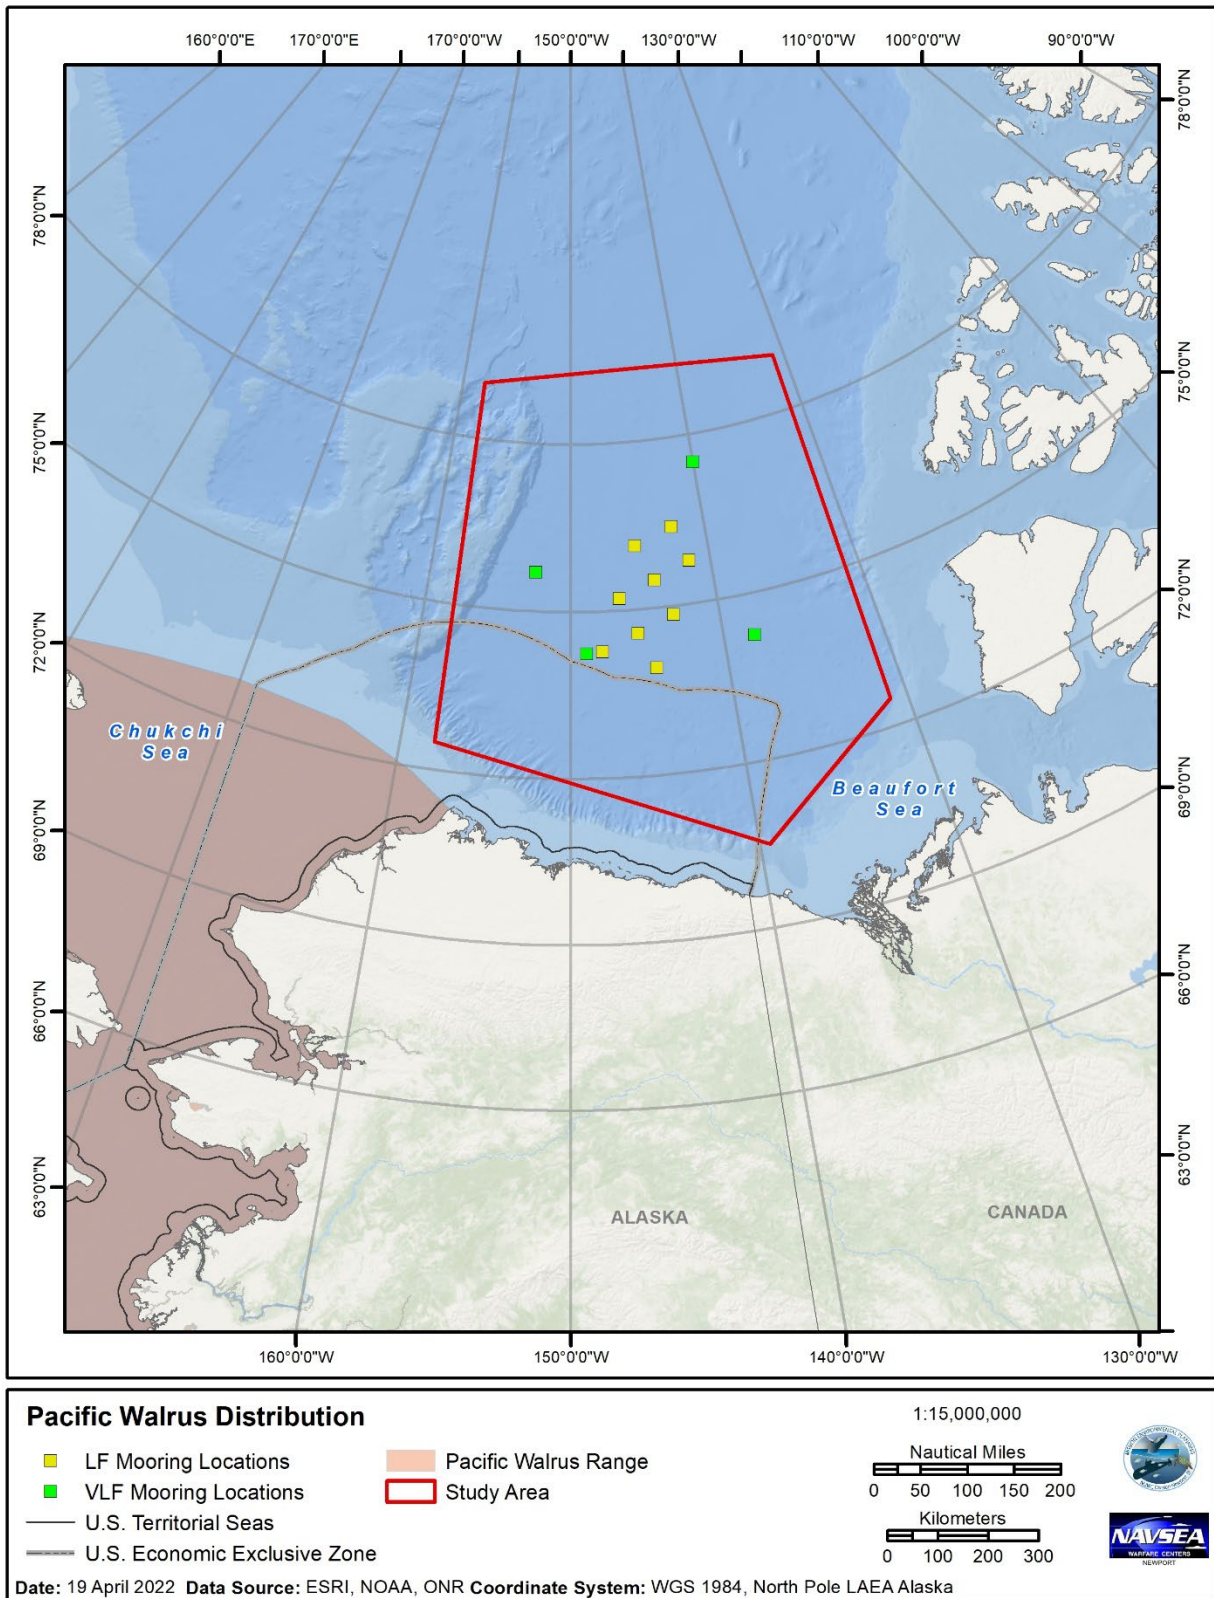 160°0'0"E 170°0'0"E 170°0'0"W 150°0'0"W 130°0'0"W 110°0'0"W 100°0'0"W 90°0'0"W
78°0'0"N
78°0'0"N
75°0'0"N
75°0'0"N
72°0'0"N
72°0'0"N
69°0'0"N
69°0'0"N
66°0'0"N
66°0'0"N
63°0'0"N
63°0'0"N
Chukchi
Sea
Beaufort
Sea
ALASKA
CANADA
160°0'0"W 150°0'0"W 140°0'0"W 130°0'0"W
Pacific Walrus Distribution
LF Mooring Locations
VLF Mooring Locations
U.S. Territorial Seas
U.S. Economic Exclusive Zone
Pacific Walrus Range
Study Area
1:15,000,000
Nautical Miles
0 50 100 150 200
Kilometers
0 100 200 300
NAVSEA
WARFARE CENTERS
NEWPORT
Date: 19 April 2022 Data Source: ESRI, NOAA, ONR Coordinate System: WGS 1984, North Pole LAEA Alaska